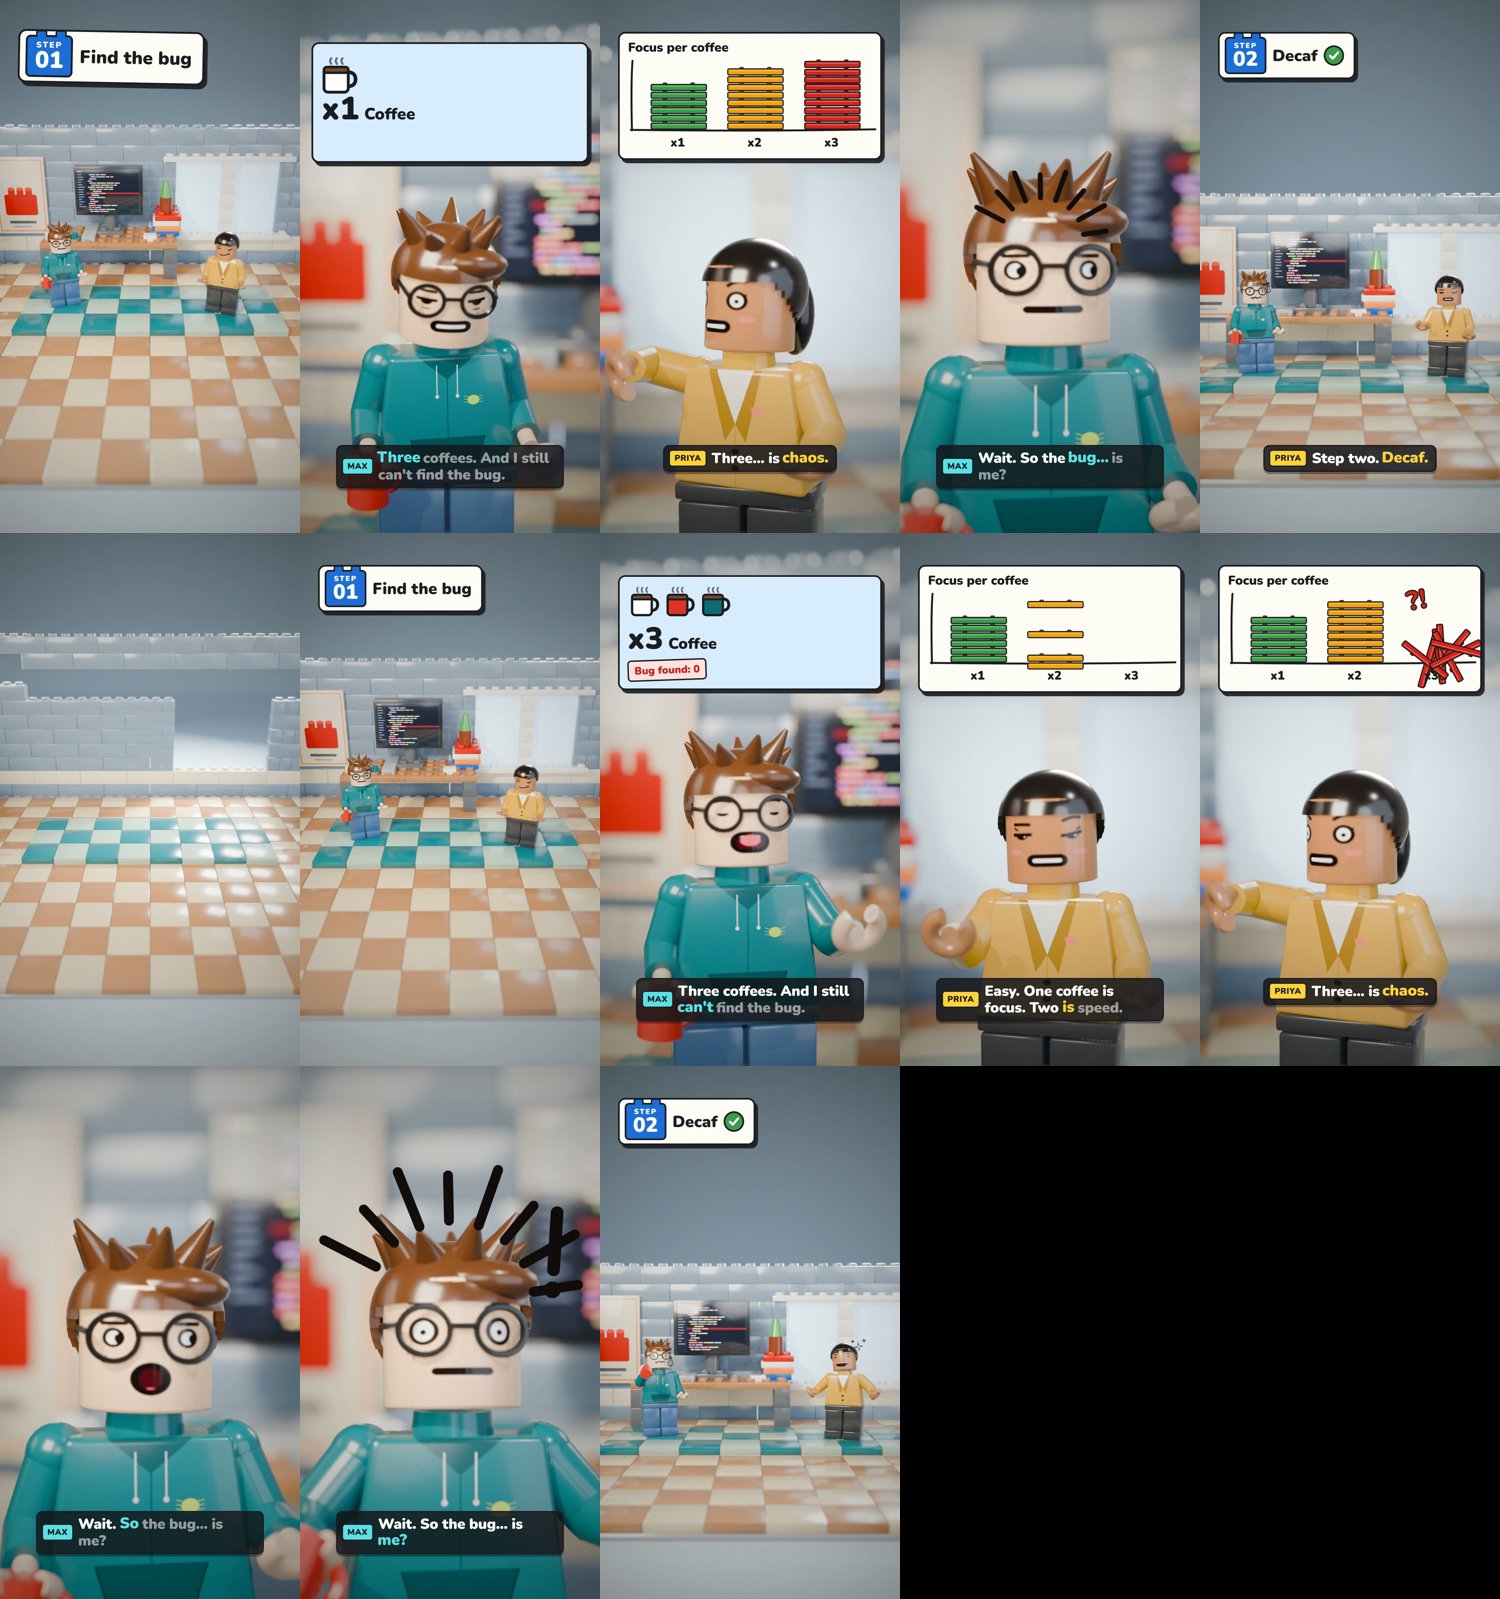 STEP
01
Find the bug
x1 Coffee
MAX
Three coffees. And I still
can't find the bug.
Focus per coffee
x1
x2
x3
PRIYA
Three... is chaos.
MAX
Wait. So the bug... is
me?
STEP
02
Decaf
PRIYA
Step two. Decaf.
STEP
01
Find the bug
x3 Coffee
Bug found: 0
MAX
Three coffees. And I still
can't find the bug.
Focus per coffee
x1
x2
x3
PRIYA
Easy. One coffee is
focus. Two is speed.
Focus per coffee
?!
x1
x2
PRIYA
Three... is chaos.
MAX
Wait. So the bug... is
me?
MAX
Wait. So the bug... is
me?
STEP
02
Decaf